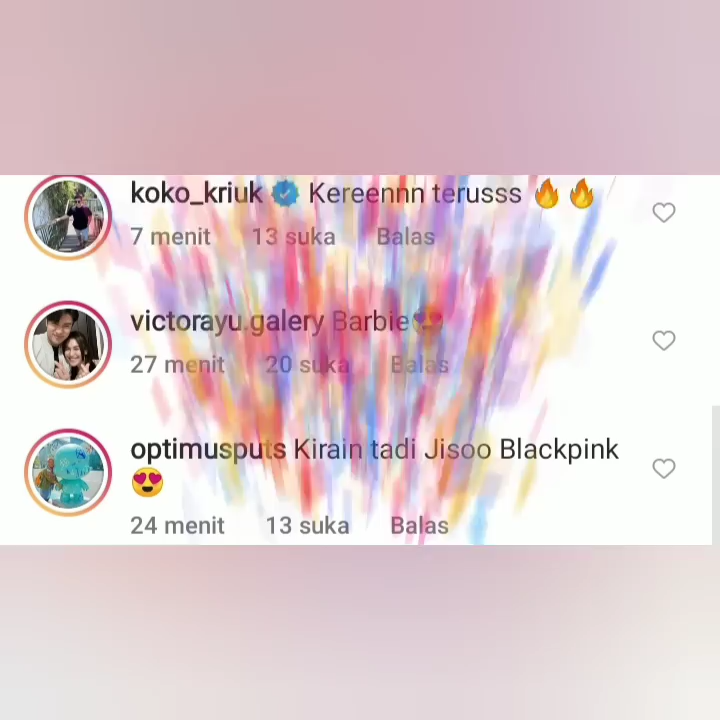 koko_kriuk Kereennn terusss 🔥🔥
7 menit 13 suka Balas
victorayu.galery Barbie😍
27 menit 20 suka Balas
optimusputs Kirain tadi Jisoo Blackpink
😍
24 menit 13 suka Balas